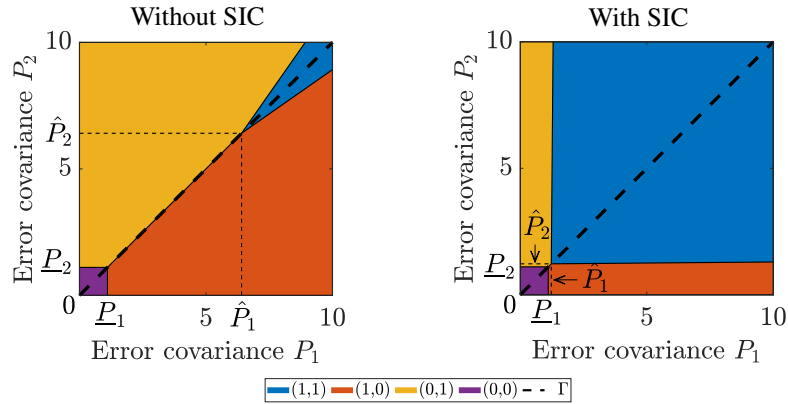 Without SIC
With SIC
10
P̂₂
5
P̲₂
0
P̲₁
5
P̂₁
10
Error covariance P₂
Error covariance P₁
10
5
P̂₂
P̲₂
P̂₁
0
P̲₁
5
10
Error covariance P₂
Error covariance P₁
(1,1) (1,0) (0,1) (0,0) Γ